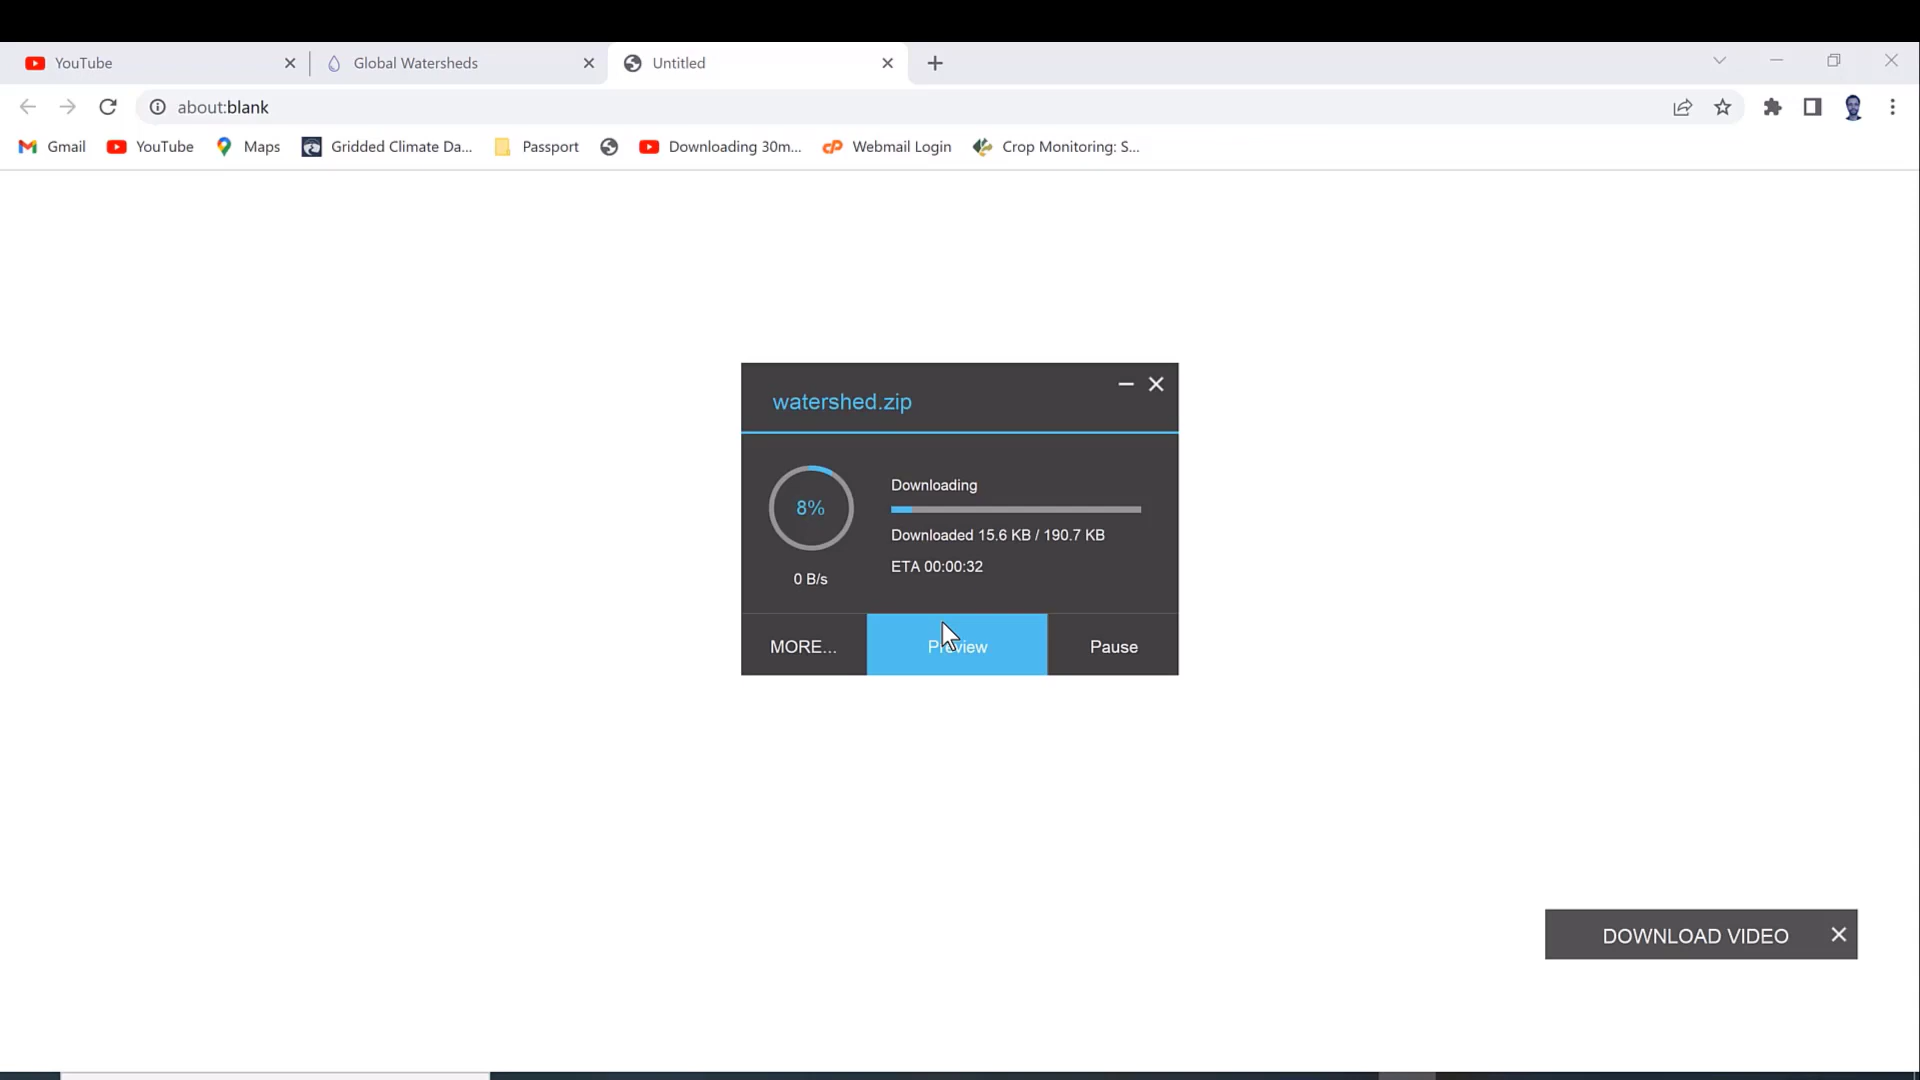 YouTube
Global Watersheds
Untitled
about:blank
Gmail
YouTube
Maps
Gridded Climate Da...
Passport
Downloading 30m...
Webmail Login
Crop Monitoring: S...
watershed.zip
8%
Downloading
Downloaded 15.6 KB / 190.7 KB
ETA 00:00:32
0 B/s
MORE...
Preview
Pause
DOWNLOAD VIDEO